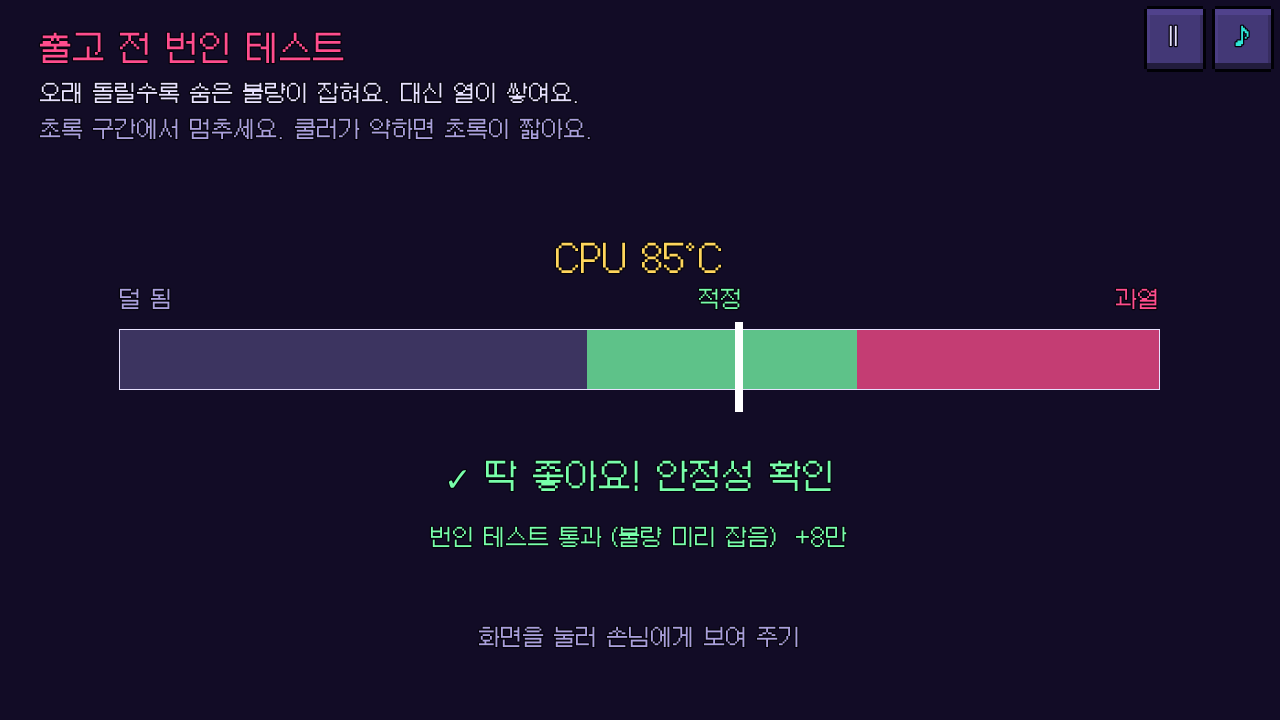 출고 전 번인 테스트
오래 돌릴수록 숨은 불량이 잡혀요. 대신 열이 쌓여요.
초록 구간에서 멈추세요. 쿨러가 약하면 초록이 짧아요.
CPU 85°C
덜 됨 적정 과열
✓ 딱 좋아요! 안정성 확인
번인 테스트 통과 (불량 미리 잡음) +8만
화면을 눌러 손님에게 보여 주기